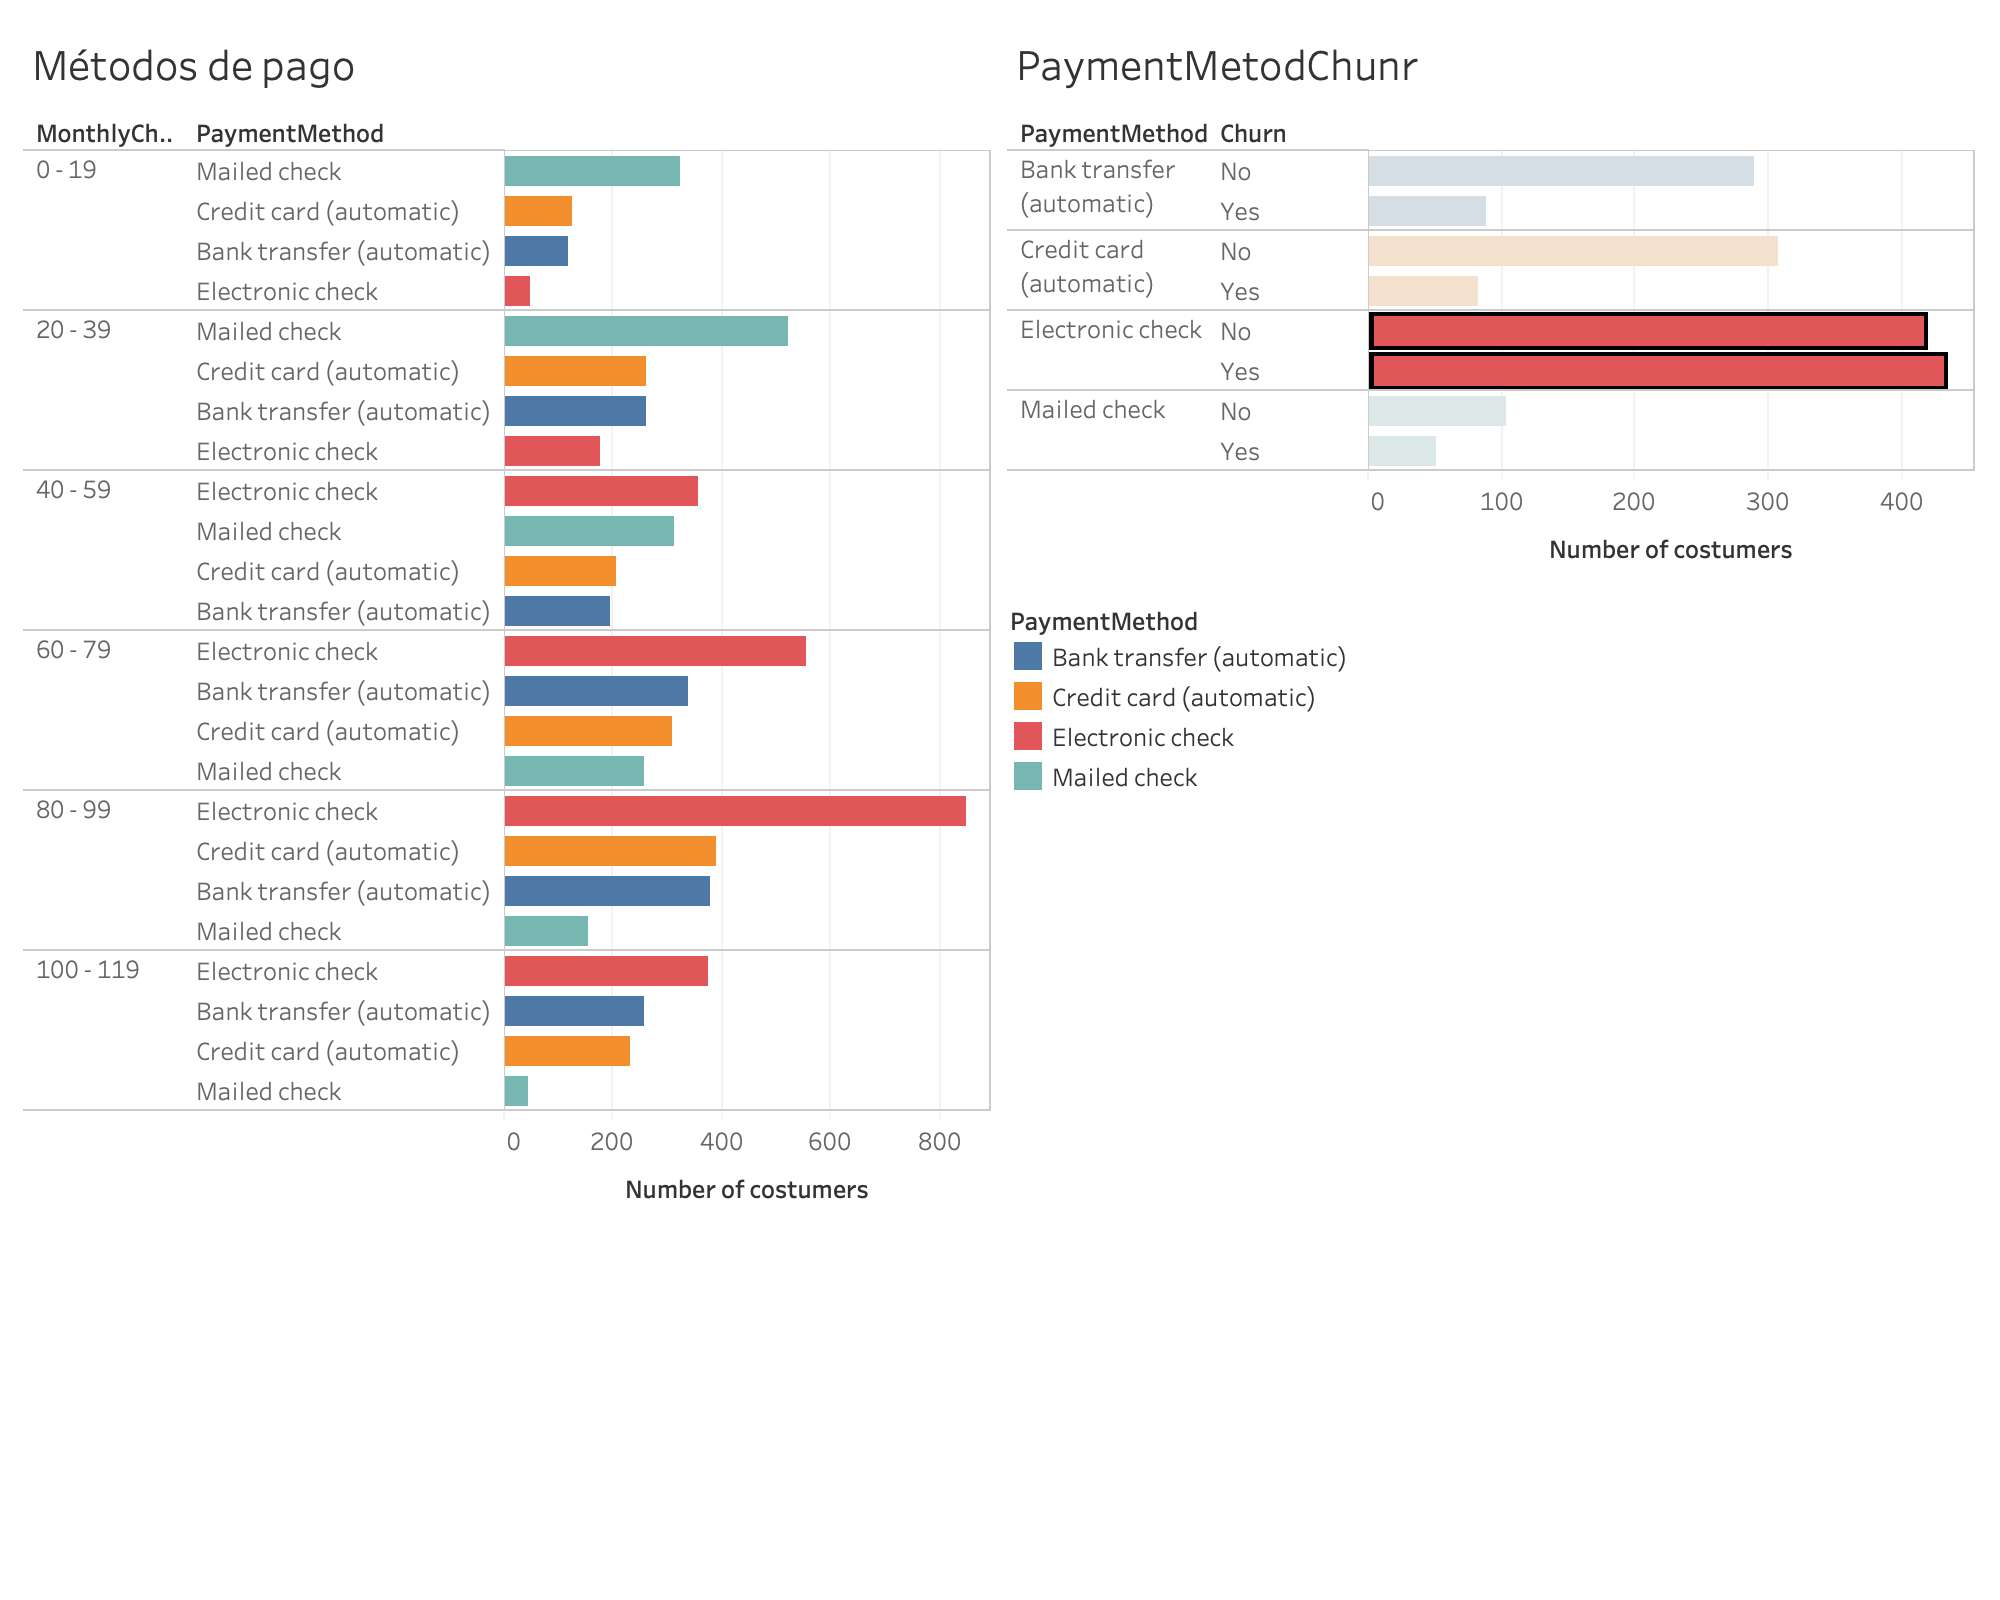 Métodos de pago
MonthlyCh.. PaymentMethod
0 - 19 Mailed check
Credit card (automatic)
Bank transfer (automatic)
Electronic check
20 - 39 Mailed check
Credit card (automatic)
Bank transfer (automatic)
Electronic check
40 - 59 Electronic check
Mailed check
Credit card (automatic)
Bank transfer (automatic)
60 - 79 Electronic check
Bank transfer (automatic)
Credit card (automatic)
Mailed check
80 - 99 Electronic check
Credit card (automatic)
Bank transfer (automatic)
Mailed check
100 - 119 Electronic check
Bank transfer (automatic)
Credit card (automatic)
Mailed check
0 200 400 600 800
Number of costumers
PaymentMetodChunr
PaymentMethod Churn
Bank transfer No
(automatic) Yes
Credit card No
(automatic) Yes
Electronic check No
Yes
Mailed check No
Yes
0 100 200 300 400
Number of costumers
PaymentMethod
Bank transfer (automatic)
Credit card (automatic)
Electronic check
Mailed check